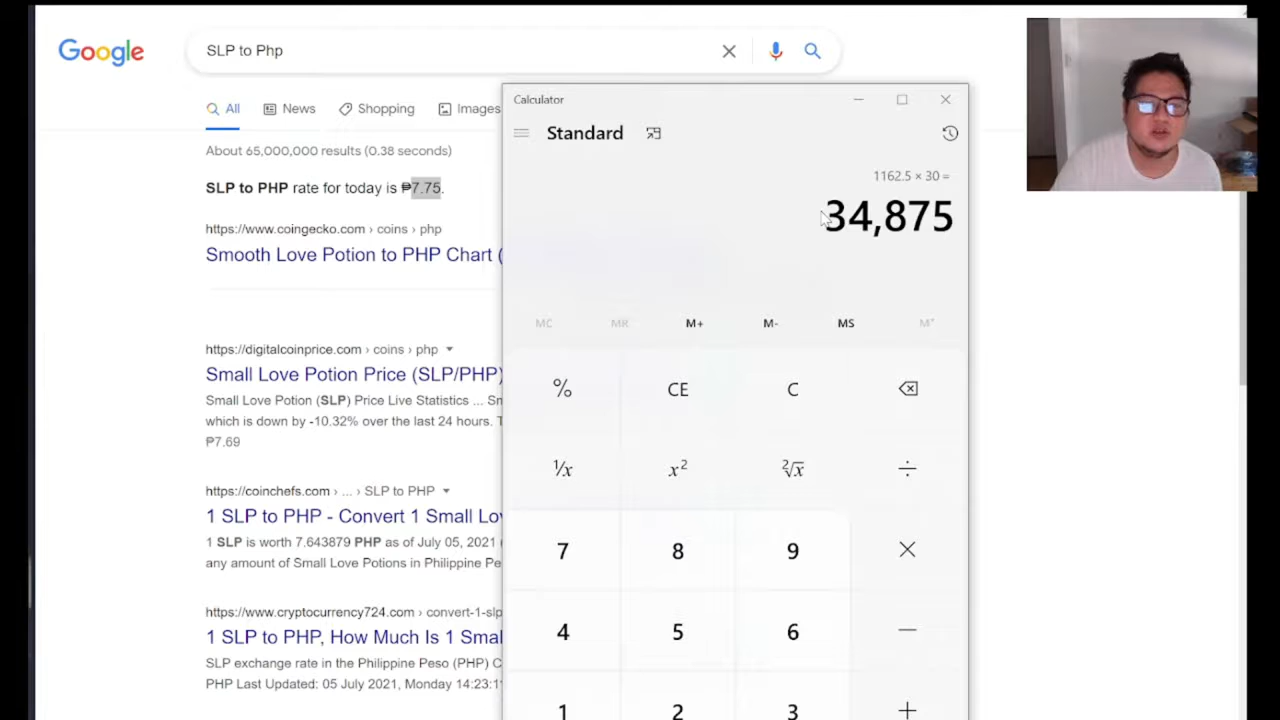 Google
SLP to Php
All
News
Shopping
Images
About 65,000,000 results (0.38 seconds)
SLP to PHP rate for today is ₱7.75.
https://www.coingecko.com › coins › php
Smooth Love Potion to PHP Chart (
https://digitalcoinprice.com › coins › php
Small Love Potion Price (SLP/PHP)
Small Love Potion (SLP) Price Live Statistics ...
which is down by -10.32% over the last 24 hours.
₱7.69
https://coinchefs.com › ... › SLP to PHP
1 SLP to PHP - Convert 1 Small
1 SLP is worth 7.643879 PHP as of July 05, 2021
any amount of Small Love Potions in Philippine
https://www.cryptocurrency724.com › convert-1-slp
1 SLP to PHP, How Much Is 1
SLP exchange rate in the Philippine Peso (PHP)
PHP Last Updated: 05 July 2021, Monday 14:23:1
Calculator
Standard
1162.5 × 30 =
34,875
MC MR M+ M- MS M˅
% CE C
¹/x x² ²√x ÷
7 8 9 ×
4 5 6 −
1 2 3 +